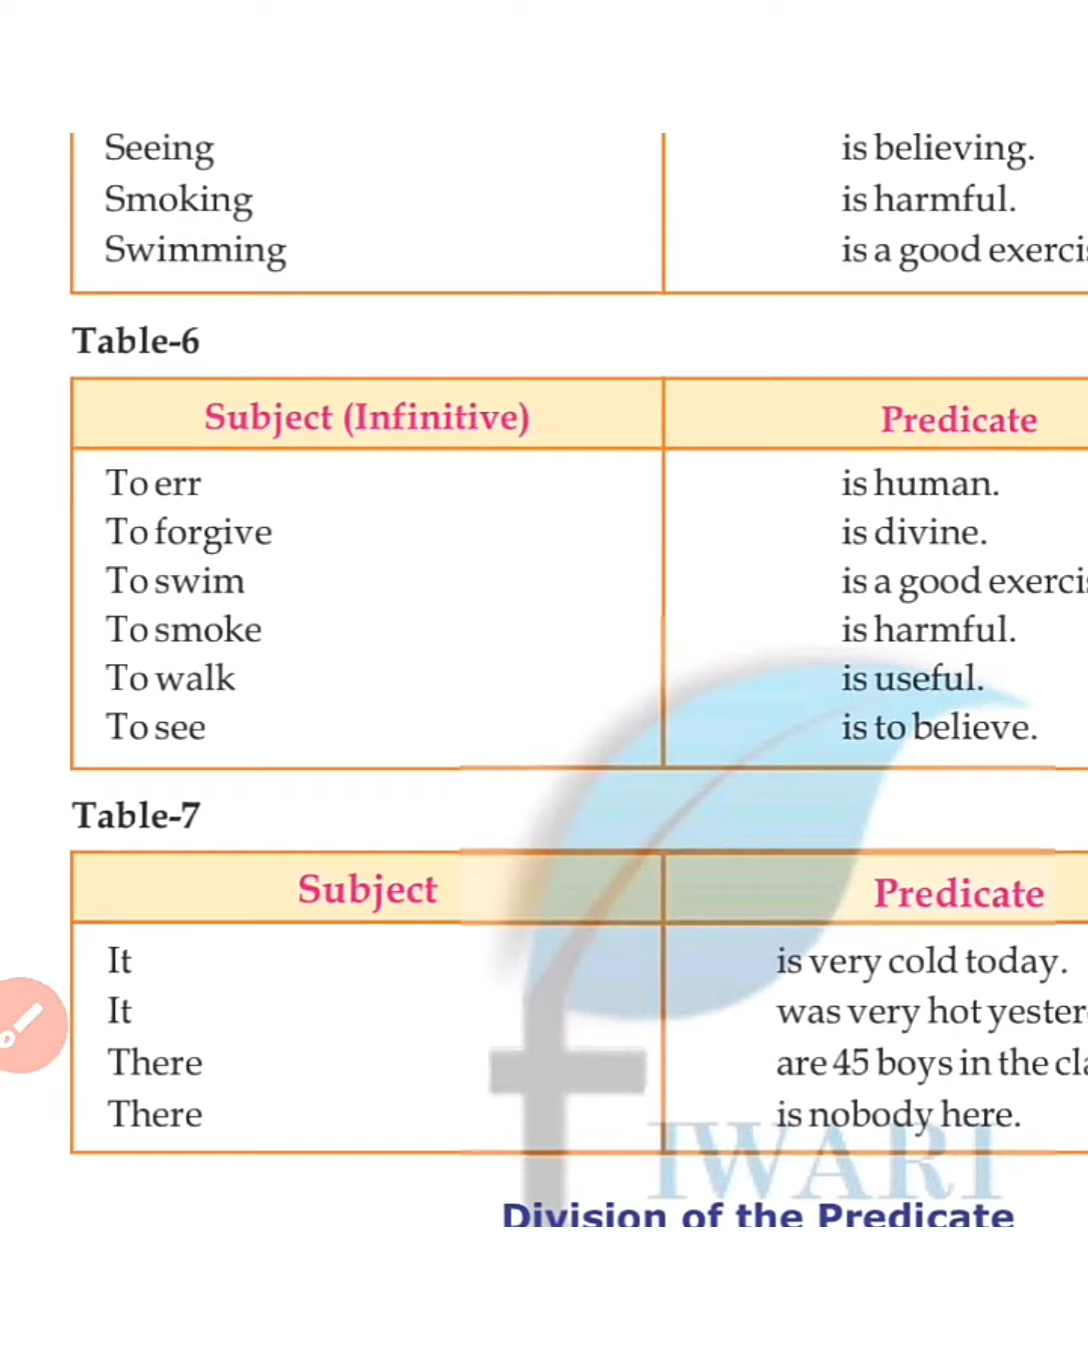 Seeing is believing.
Smoking is harmful.
Swimming is a good exerci
Table-6
Subject (Infinitive) Predicate
To err is human.
To forgive is divine.
To swim is a good exerci
To smoke is harmful.
To walk is useful.
To see is to believe.
Table-7
Subject Predicate
It is very cold today.
It was very hot yester
There are 45 boys in the cla
There is nobody here.
IWARI
Division of the Predicate